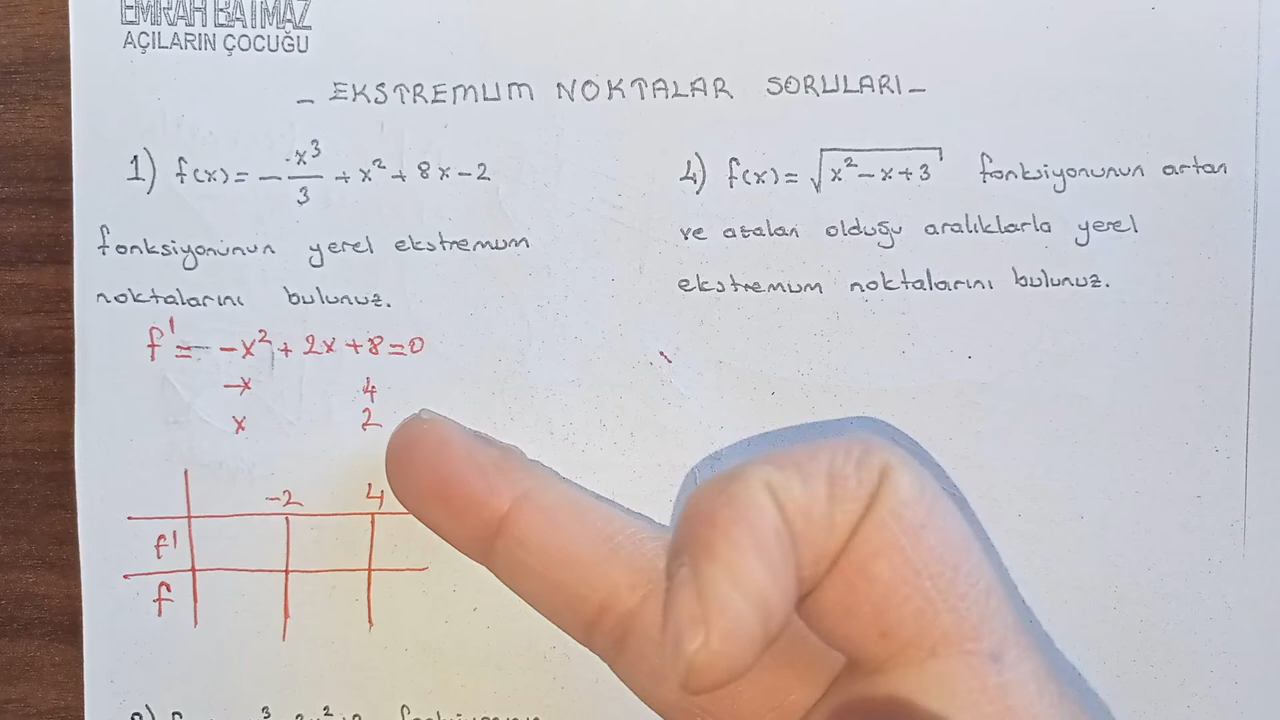 EMRAH BATMAZ
AÇILARIN ÇOCUĞU
- EKSTREMUM NOKTALAR SORULARI -
1) f(x) = -x³/3 + x² + 8x - 2
fonksiyonunun yerel ekstremum
noktalarını bulunuz.
f' = -x² + 2x + 8 = 0
-x 4
x 2
-2 4
f'
f
4) f(x) = √(x² - x + 3) fonksiyonunun artan
ve azalan olduğu aralıklarla yerel
ekstremum noktalarını bulunuz.